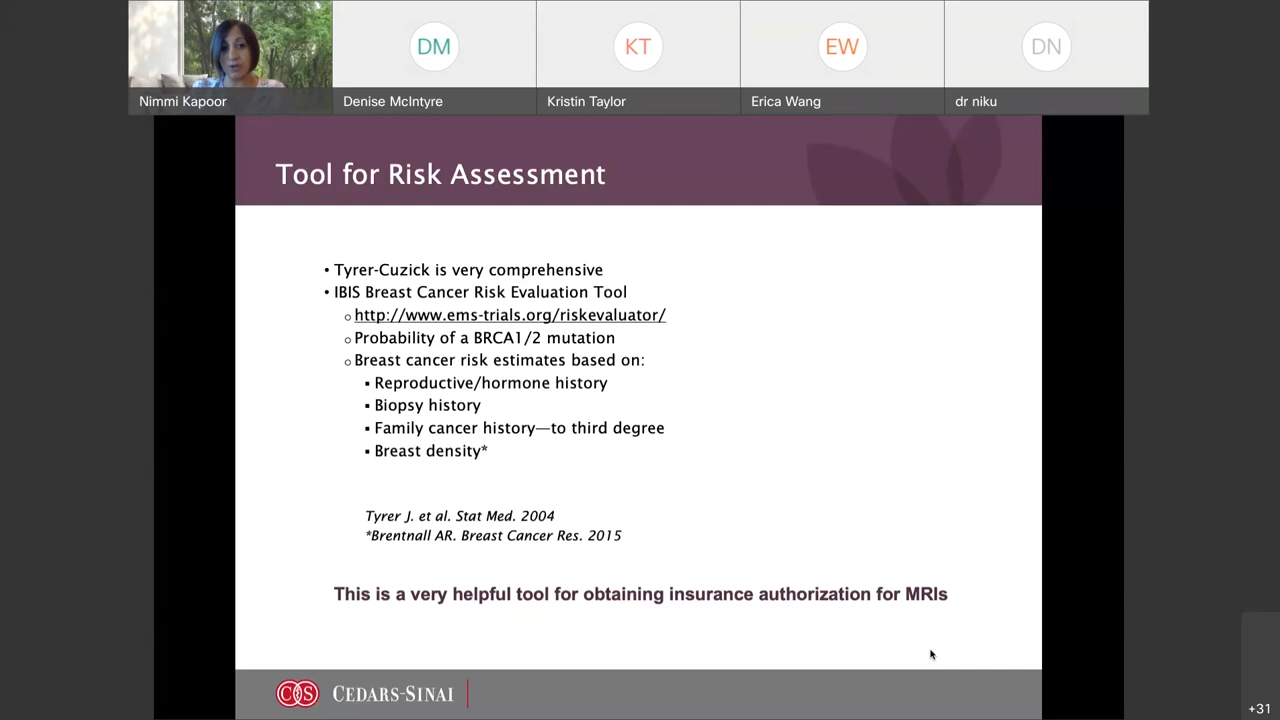 DM
KT
EW
DN
Nimmi Kapoor
Denise McIntyre
Kristin Taylor
Erica Wang
dr niku
Tool for Risk Assessment
• Tyrer-Cuzick is very comprehensive
• IBIS Breast Cancer Risk Evaluation Tool
o http://www.ems-trials.org/riskevaluator/
o Probability of a BRCA1/2 mutation
o Breast cancer risk estimates based on:
▪ Reproductive/hormone history
▪ Biopsy history
▪ Family cancer history—to third degree
▪ Breast density*
Tyrer J. et al. Stat Med. 2004
*Brentnall AR. Breast Cancer Res. 2015
This is a very helpful tool for obtaining insurance authorization for MRIs
CS CEDARS-SINAI
+31